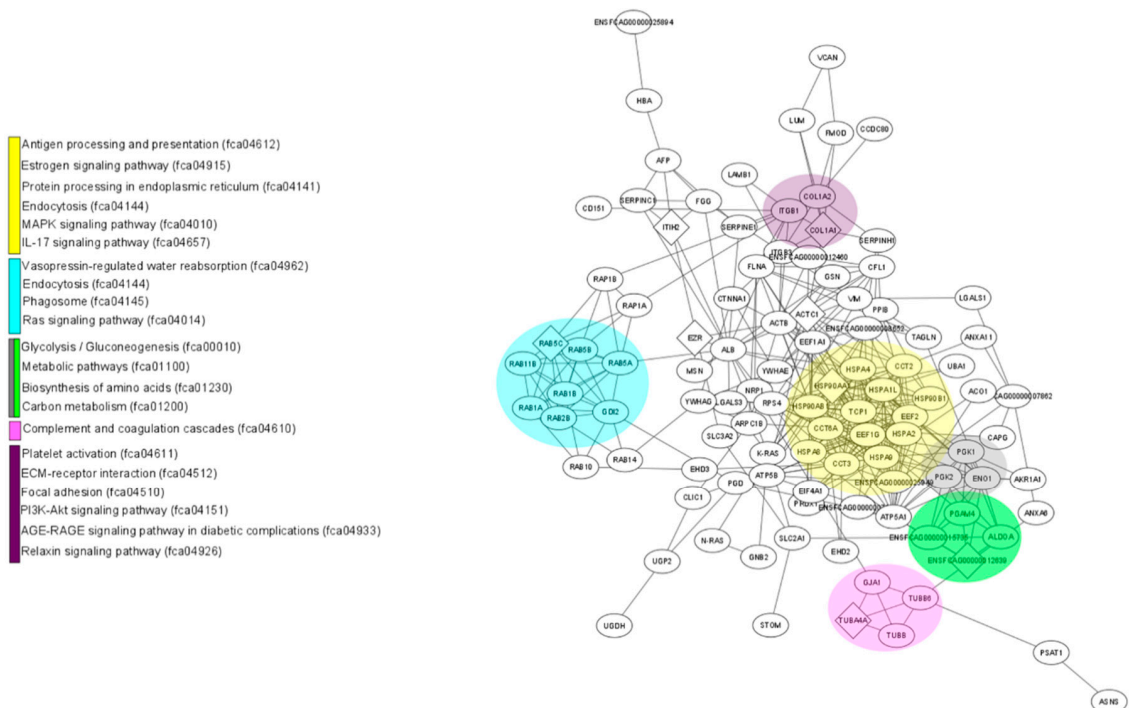 Antigen processing and presentation (fca04612)
Estrogen signaling pathway (fca04915)
Protein processing in endoplasmic reticulum (fca04141)
Endocytosis (fca04144)
MAPK signaling pathway (fca04010)
IL-17 signaling pathway (fca04657)
Vasopressin-regulated water reabsorption (fca04962)
Endocytosis (fca04144)
Phagosome (fca04145)
Ras signaling pathway (fca04014)
Glycolysis / Gluconeogenesis (fca00010)
Metabolic pathways (fca01100)
Biosynthesis of amino acids (fca01230)
Carbon metabolism (fca01200)
Complement and coagulation cascades (fca04610)
Platelet activation (fca04611)
ECM-receptor interaction (fca04512)
Focal adhesion (fca04510)
PI3K-Akt signaling pathway (fca04151)
AGE-RAGE signaling pathway in diabetic complications (fca04933)
Relaxin signaling pathway (fca04926)
ENSFCAG00000025894
VCAN
HBA
LUM
FMOD
CCDC80
AFP
LAMB1
SERPINC1
FGG
COL1A2
CD151
ITGB1
ITIH2
SERPINE1
COL1A1
SERPINH1
ITGB3
FLNA
CFL1
RAP1B
GSN
CTNNA1
VIM
LGALS1
RAP1A
PPIB
ACTC1
ACTB
TAGLN
ANXA11
RAB5C
EZR
EEF1A1
RAB5B
ALB
RAB11B
RAB5A
MSN
YWHAE
HSPA4
CCT2
UBA1
HSPA1L
NRP1
ACO1
RAB1B
HSP90B1
YWHAG
LGALS3
RPS4
HSP90AB
TCP1
RAB1A
GDI2
EEF2
RAB2B
ARPC1B
CCT6A
EEF1G
HSPA2
SLC3A2
CAPG
K-RAS
HSPA8
PGK1
RAB10
RAB14
EHD3
CCT3
HSPA9
ATP5B
PGK2
ENO1
AKR1A1
PGD
EIF4A1
CLIC1
PRDX1
ATP5A1
PGAM4
ANXA6
N-RAS
SLC2A1
ALDOA
UGP2
GNB2
EHD2
GJA1
TUBB6
UGDH
STOM
TUBA4A
TUBB
PSAT1
ASNS